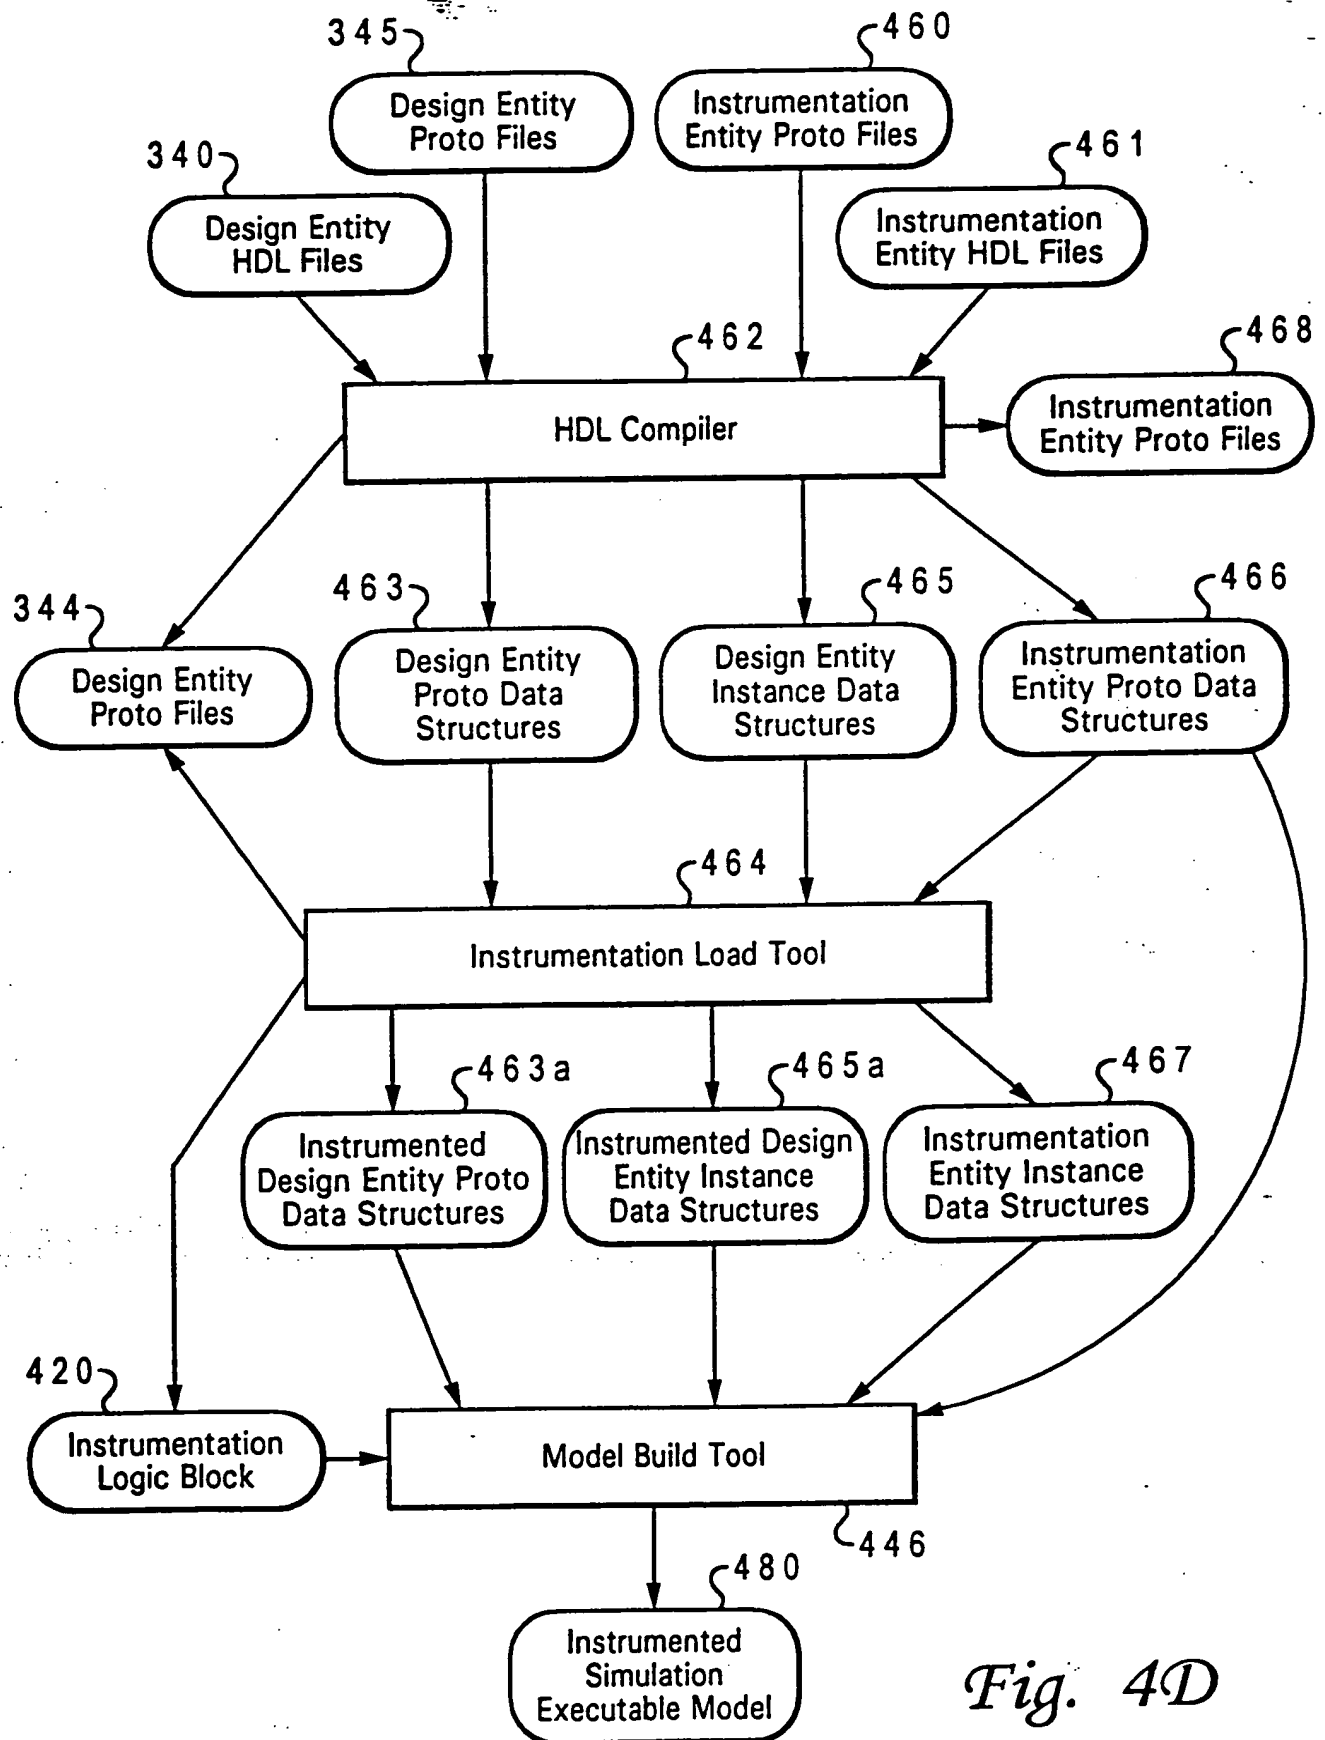 345
460
Design Entity
Proto Files
Instrumentation
Entity Proto Files
340
461
Design Entity
HDL Files
Instrumentation
Entity HDL Files
462
468
HDL Compiler
Instrumentation
Entity Proto Files
344
463
465
466
Design Entity
Proto Files
Design Entity
Proto Data
Structures
Design Entity
Instance Data
Structures
Instrumentation
Entity Proto Data
Structures
464
Instrumentation Load Tool
463a
465a
467
Instrumented
Design Entity Proto
Data Structures
Instrumented Design
Entity Instance
Data Structures
Instrumentation
Entity Instance
Data Structures
420
Instrumentation
Logic Block
Model Build Tool
446
480
Instrumented
Simulation
Executable Model
Fig. 4D